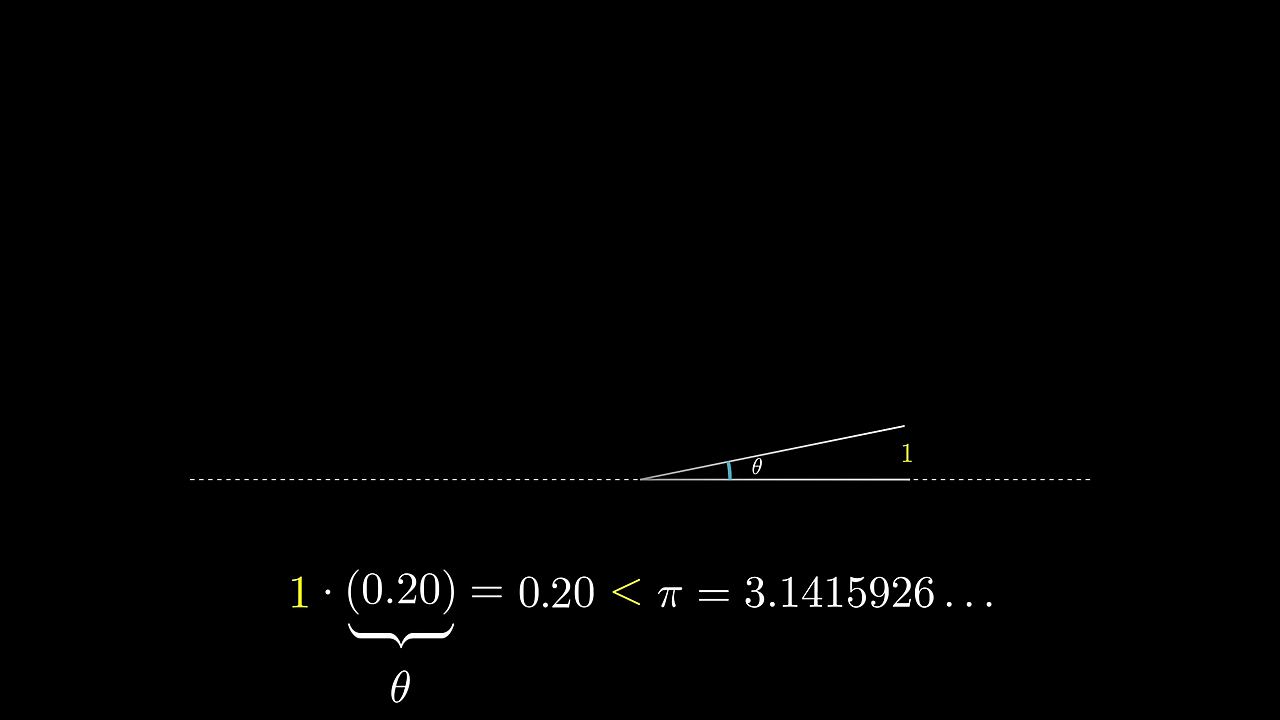 1
θ
1 · (0.20) = 0.20 < π = 3.1415926...
θ